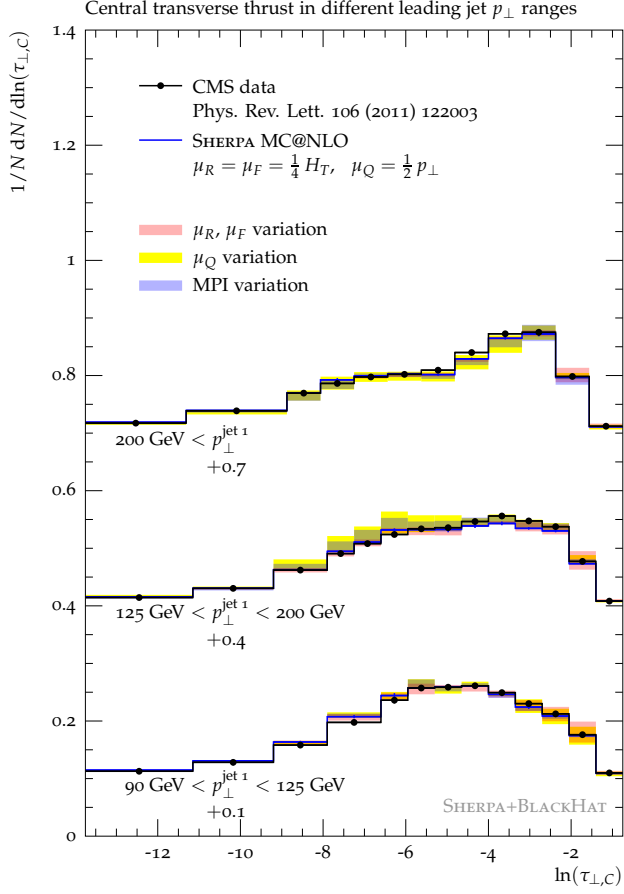 Central transverse thrust in different leading jet p⊥ ranges
1/N dN/dln(τ⊥,C)
1.4
1.2
1
0.8
0.6
0.4
0.2
0
CMS data
Phys. Rev. Lett. 106 (2011) 122003
SHERPA MC@NLO
μR = μF = 1/4 HT, μQ = 1/2 p⊥
μR, μF variation
μQ variation
MPI variation
200 GeV < p⊥^jet 1
+0.7
125 GeV < p⊥^jet 1 < 200 GeV
+0.4
90 GeV < p⊥^jet 1 < 125 GeV
+0.1
SHERPA+BLACKHAT
-12 -10 -8 -6 -4 -2
ln(τ⊥,C)